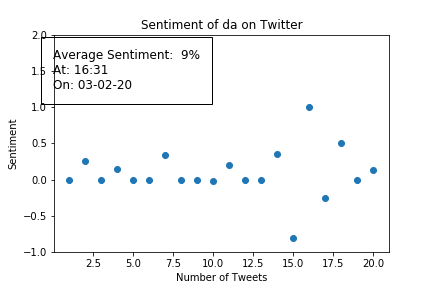 Sentiment of da on Twitter
2.0
Average Sentiment:  9%
At: 16:31
On: 03-02-20
1.5
1.0
0.5
0.0
−0.5
−1.0
Sentiment
2.5 5.0 7.5 10.0 12.5 15.0 17.5 20.0
Number of Tweets